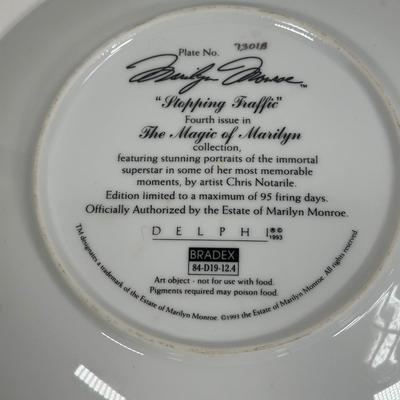 Plate No. 7301B
Marilyn Monroe ™
"Stopping Traffic"
Fourth issue in
The Magic of Marilyn
collection,
featuring stunning portraits of the immortal
superstar in some of her most memorable
moments, by artist Chris Notarile.
Edition limited to a maximum of 95 firing days.
Officially Authorized by the Estate of Marilyn Monroe.
DELPHI ®©
1993
BRADEX
84-D19-12.4
Art object - not for use with food.
Pigments required may poison food.
TM designates a trademark of the Estate of Marilyn Monroe. ©1993 the Estate of Marilyn Monroe. All rights reserved.